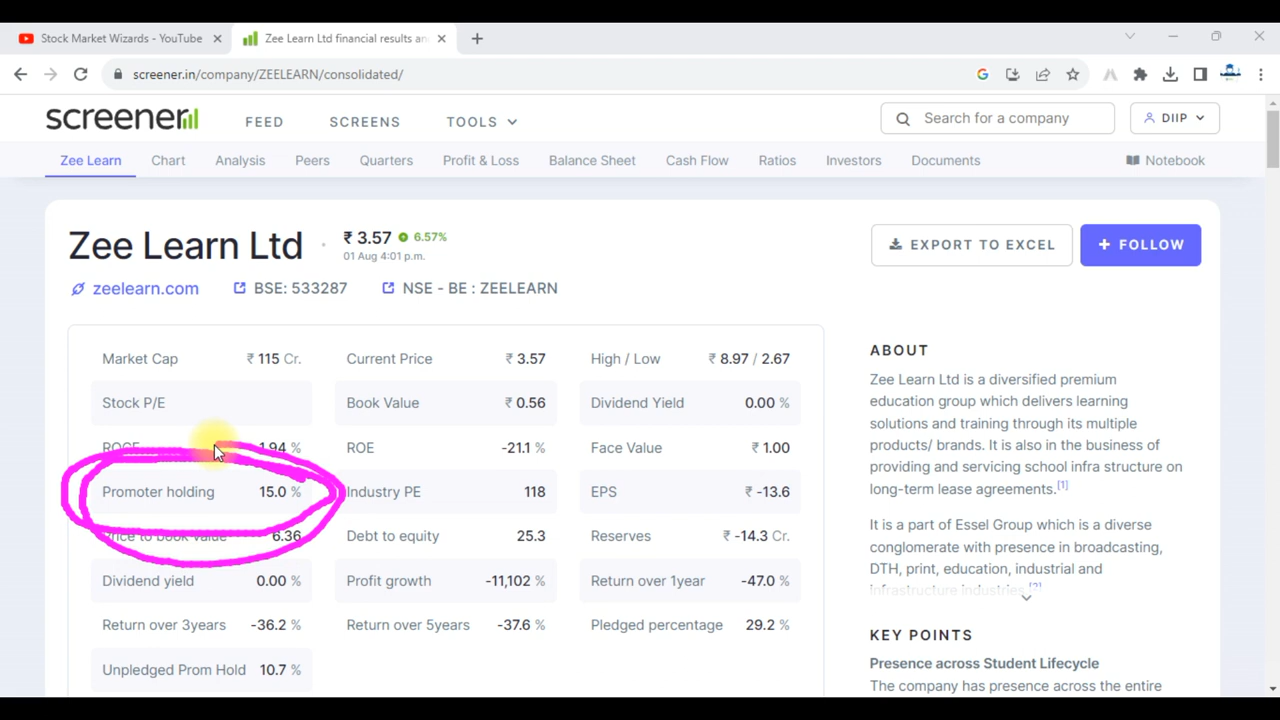 Stock Market Wizards - YouTube
Zee Learn Ltd financial results an
screener.in/company/ZEELEARN/consolidated/
screener
FEED SCREENS TOOLS
Search for a company
DIIP
Zee Learn Chart Analysis Peers Quarters Profit & Loss Balance Sheet Cash Flow Ratios Investors Documents Notebook
Zee Learn Ltd
₹ 3.57 6.57%
01 Aug 4:01 p.m.
EXPORT TO EXCEL
+ FOLLOW
zeelearn.com BSE: 533287 NSE - BE : ZEELEARN
Market Cap ₹ 115 Cr. Current Price ₹ 3.57 High / Low ₹ 8.97 / 2.67
Stock P/E Book Value ₹ 0.56 Dividend Yield 0.00 %
ROCE 1.94 % ROE -21.1 % Face Value ₹ 1.00
Promoter holding 15.0 % Industry PE 118 EPS ₹ -13.6
Price to book value 6.36 Debt to equity 25.3 Reserves ₹ -14.3 Cr.
Dividend yield 0.00 % Profit growth -11,102 % Return over 1year -47.0 %
Return over 3years -36.2 % Return over 5years -37.6 % Pledged percentage 29.2 %
Unpledged Prom Hold 10.7 %
ABOUT
Zee Learn Ltd is a diversified premium
education group which delivers learning
solutions and training through its multiple
products/ brands. It is also in the business of
providing and servicing school infra structure on
long-term lease agreements.[1]
It is a part of Essel Group which is a diverse
conglomerate with presence in broadcasting,
DTH, print, education, industrial and
infrastructure industries.[2]
KEY POINTS
Presence across Student Lifecycle
The company has presence across the entire